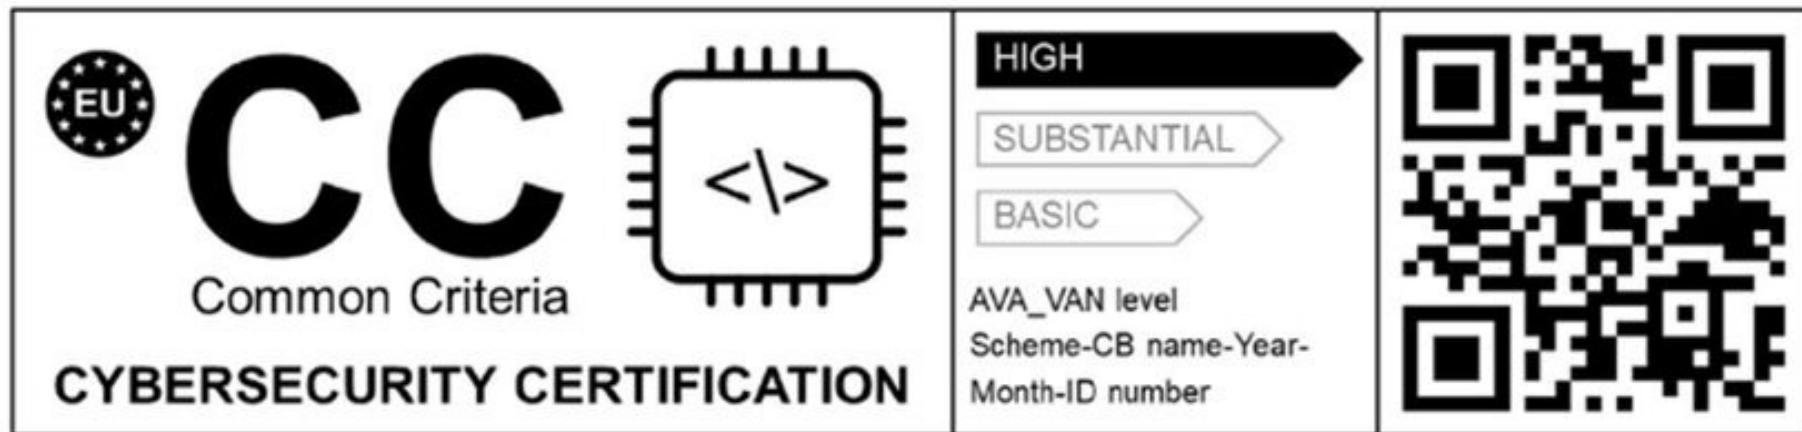 EU
CC
Common Criteria
<\>
CYBERSECURITY CERTIFICATION
HIGH
SUBSTANTIAL
BASIC
AVA_VAN level
Scheme-CB name-Year-
Month-ID number